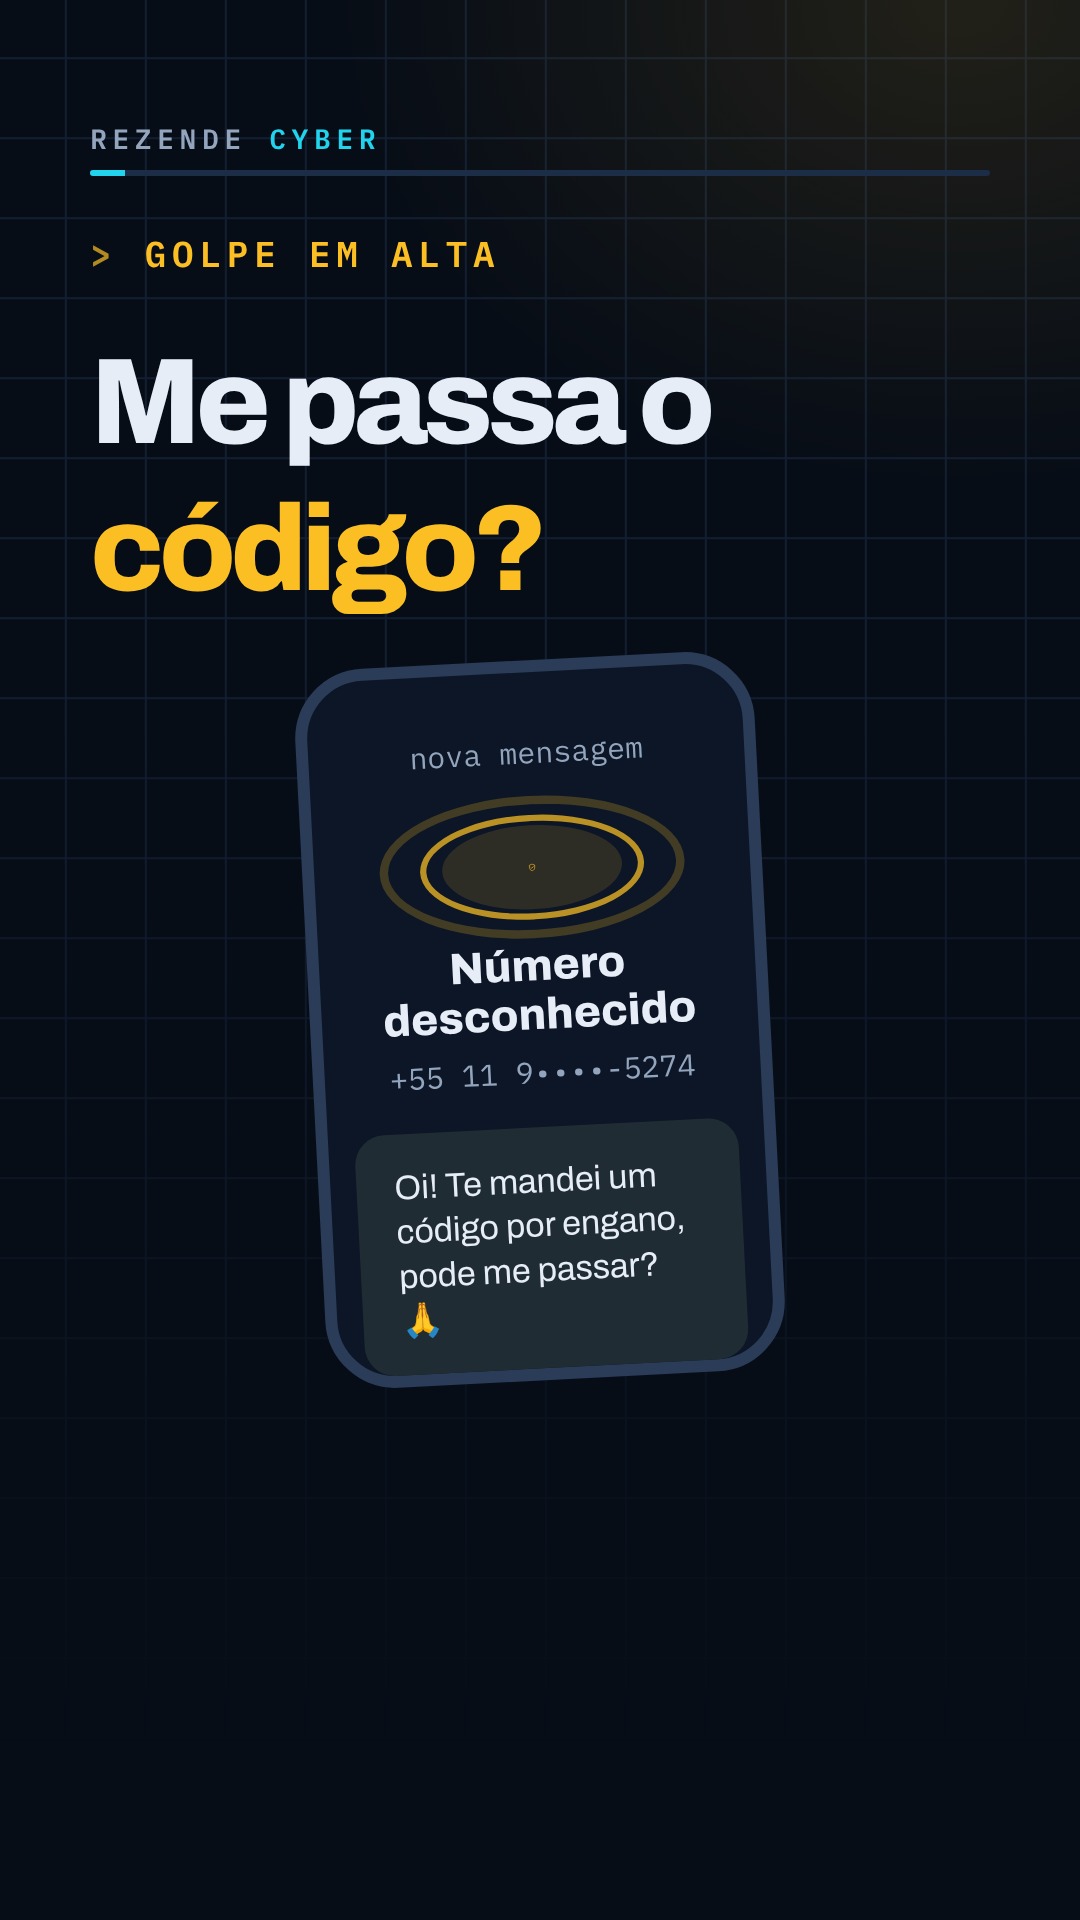 REZENDE CYBER
> GOLPE EM ALTA
Me passa o
código?
nova mensagem
Número
desconhecido
+55 11 9••••-5274
Oi! Te mandei um
código por engano,
pode me passar?
🙏